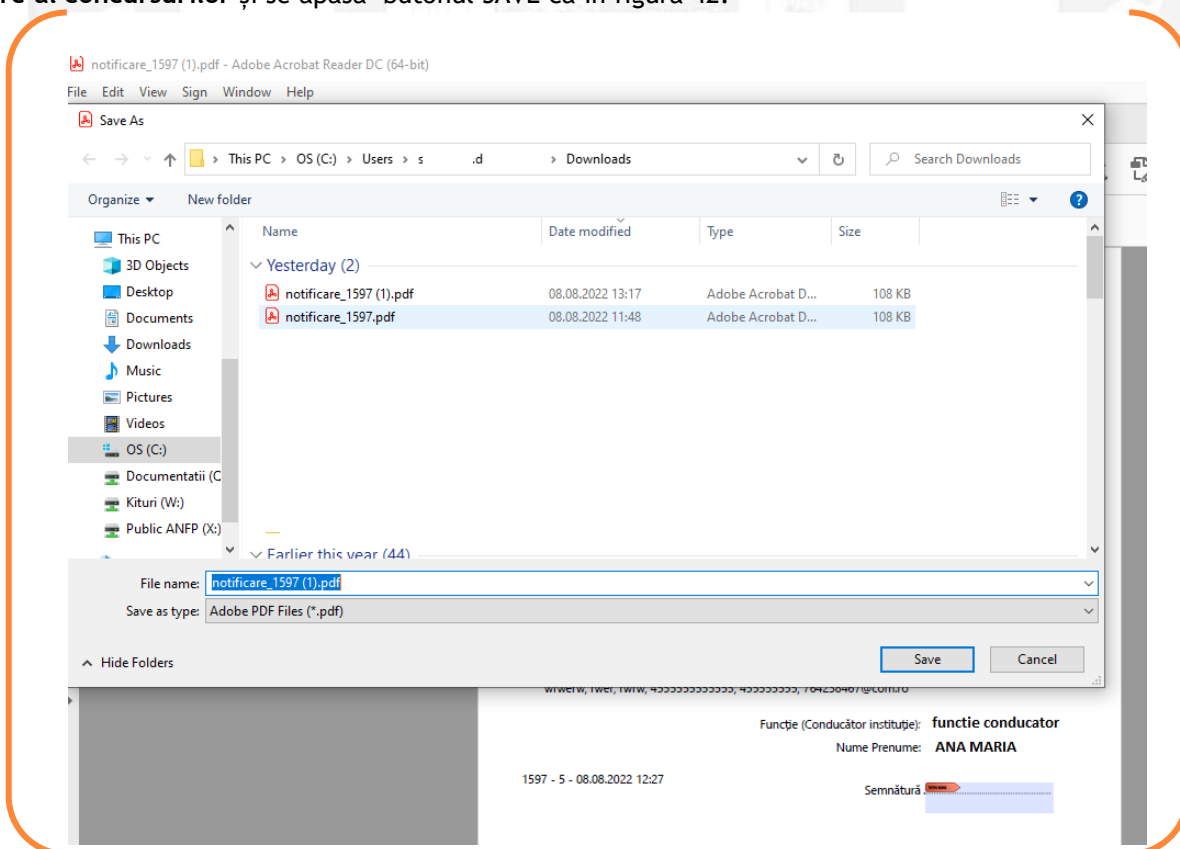 re al concursurilor și se apasă butonul SAVE ca în figura 42.
notificare_1597 (1).pdf - Adobe Acrobat Reader DC (64-bit)
File Edit View Sign Window Help
Save As
This PC > OS (C:) > Users > s .d > Downloads
Search Downloads
Organize New folder
Name Date modified Type Size
This PC
3D Objects
Desktop
Documents
Downloads
Music
Pictures
Videos
OS (C:)
Documentatii (C
Kituri (W:)
Public ANFP (X:)
Yesterday (2)
notificare_1597 (1).pdf 08.08.2022 13:17 Adobe Acrobat D... 108 KB
notificare_1597.pdf 08.08.2022 11:48 Adobe Acrobat D... 108 KB
Earlier this year (44)
File name: notificare_1597 (1).pdf
Save as type: Adobe PDF Files (*.pdf)
Hide Folders
Save Cancel
Funcție (Conducător instituție): functie conducator
Nume Prenume: ANA MARIA
1597 - 5 - 08.08.2022 12:27
Semnătură